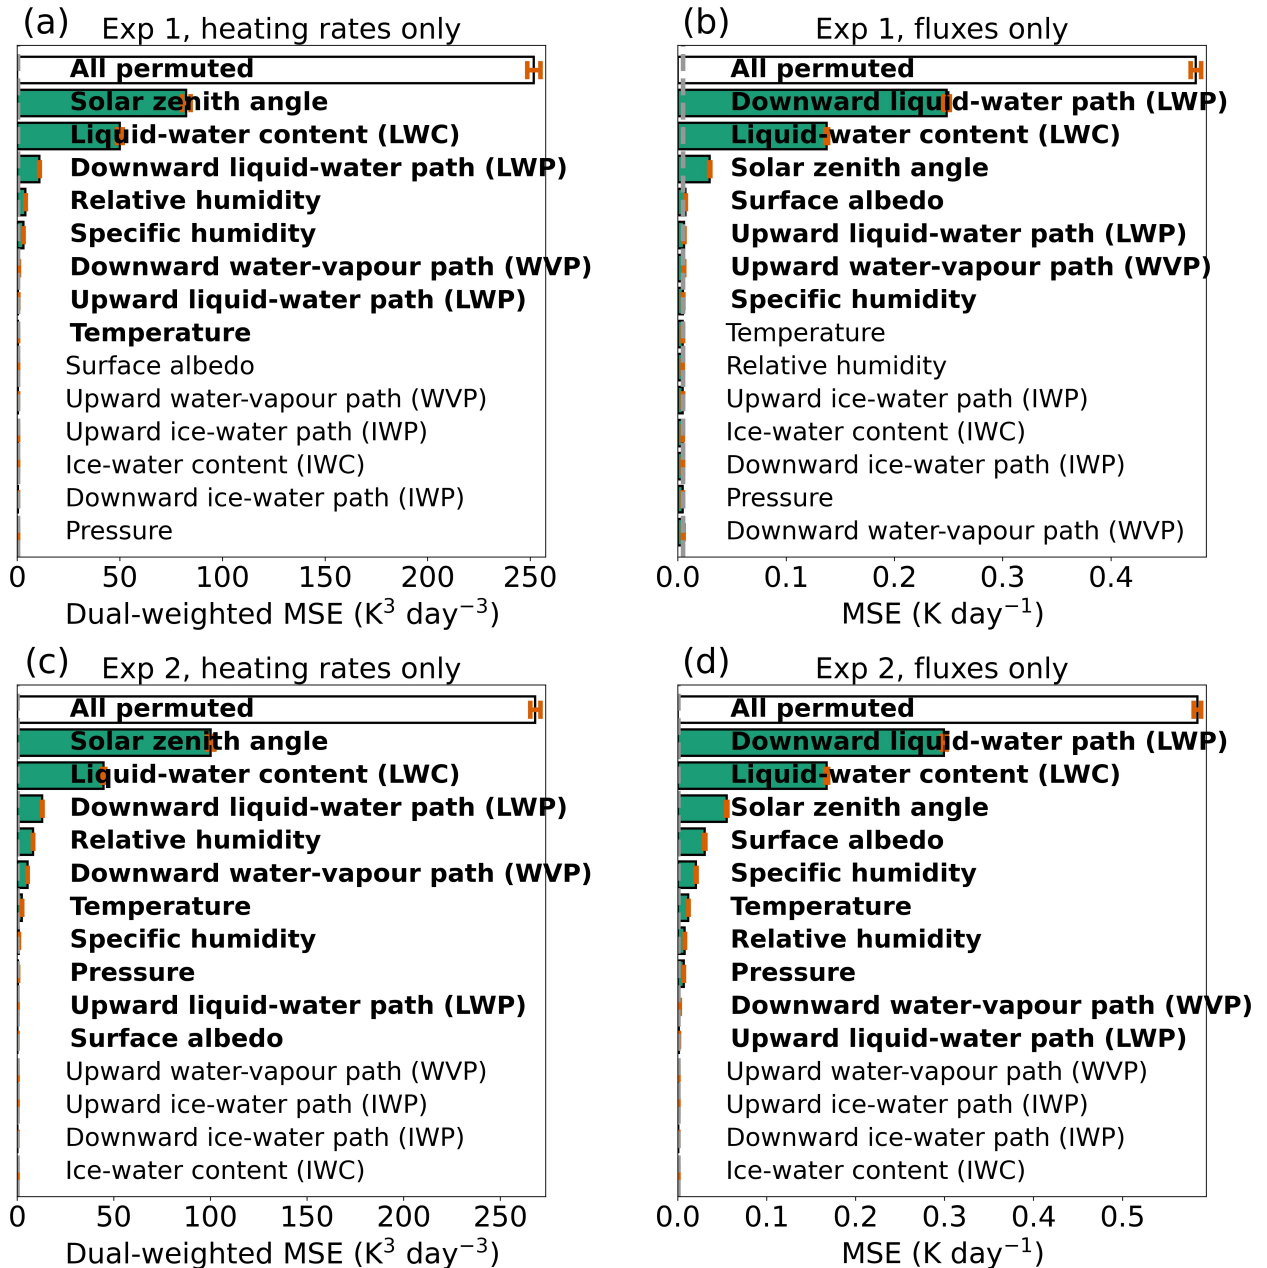 (a) Exp 1, heating rates only
All permuted
Solar zenith angle
Liquid-water content (LWC)
Downward liquid-water path (LWP)
Relative humidity
Specific humidity
Downward water-vapour path (WVP)
Upward liquid-water path (LWP)
Temperature
Surface albedo
Upward water-vapour path (WVP)
Upward ice-water path (IWP)
Ice-water content (IWC)
Downward ice-water path (IWP)
Pressure
0 50 100 150 200 250
Dual-weighted MSE (K³ day⁻³)
(b) Exp 1, fluxes only
All permuted
Downward liquid-water path (LWP)
Liquid-water content (LWC)
Solar zenith angle
Surface albedo
Upward liquid-water path (LWP)
Upward water-vapour path (WVP)
Specific humidity
Temperature
Relative humidity
Upward ice-water path (IWP)
Ice-water content (IWC)
Downward ice-water path (IWP)
Pressure
Downward water-vapour path (WVP)
0.0 0.1 0.2 0.3 0.4
MSE (K day⁻¹)
(c) Exp 2, heating rates only
All permuted
Solar zenith angle
Liquid-water content (LWC)
Downward liquid-water path (LWP)
Relative humidity
Downward water-vapour path (WVP)
Temperature
Specific humidity
Pressure
Upward liquid-water path (LWP)
Surface albedo
Upward water-vapour path (WVP)
Upward ice-water path (IWP)
Downward ice-water path (IWP)
Ice-water content (IWC)
0 50 100 150 200 250
Dual-weighted MSE (K³ day⁻³)
(d) Exp 2, fluxes only
All permuted
Downward liquid-water path (LWP)
Liquid-water content (LWC)
Solar zenith angle
Surface albedo
Specific humidity
Temperature
Relative humidity
Pressure
Downward water-vapour path (WVP)
Upward liquid-water path (LWP)
Upward water-vapour path (WVP)
Upward ice-water path (IWP)
Downward ice-water path (IWP)
Ice-water content (IWC)
0.0 0.1 0.2 0.3 0.4 0.5
MSE (K day⁻¹)